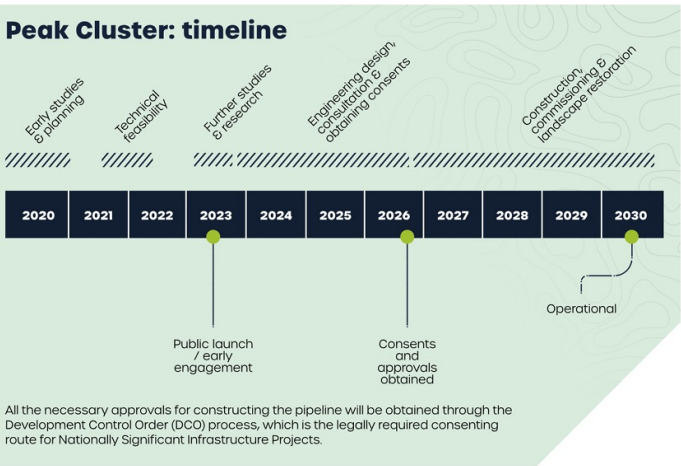 Peak Cluster: timeline
Early studies
& planning
Technical
feasibility
Further studies
& research
Engineering design,
consultation &
obtaining consents
Construction,
commissioning &
landscape restoration
2020
2021
2022
2023
2024
2025
2026
2027
2028
2029
2030
Public launch
/ early
engagement
Consents
and
approvals
obtained
Operational
All the necessary approvals for constructing the pipeline will be obtained through the
Development Control Order (DCO) process, which is the legally required consenting
route for Nationally Significant Infrastructure Projects.